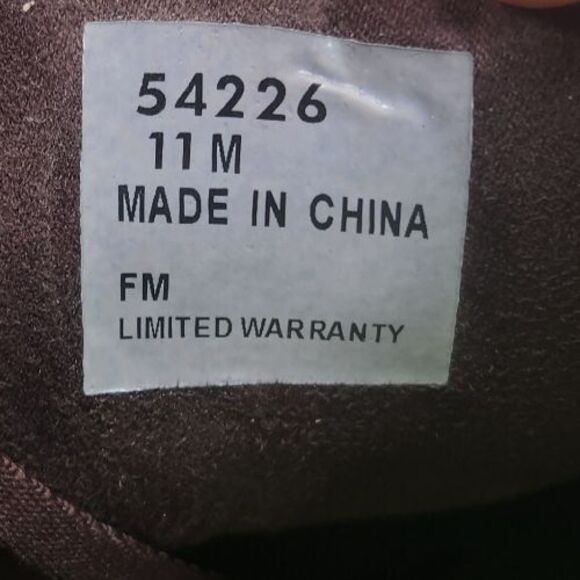 54226
11 M
MADE IN CHINA
FM
LIMITED WARRANTY